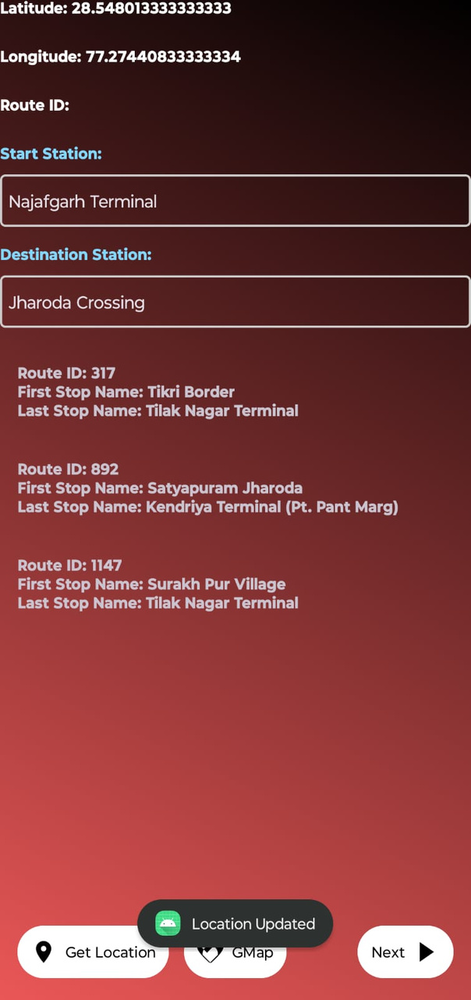 Latitude: 28.548013333333333
Longitude: 77.27440833333334
Route ID:
Start Station:
Najafgarh Terminal
Destination Station:
Jharoda Crossing
Route ID: 317
First Stop Name: Tikri Border
Last Stop Name: Tilak Nagar Terminal
Route ID: 892
First Stop Name: Satyapuram Jharoda
Last Stop Name: Kendriya Terminal (Pt. Pant Marg)
Route ID: 1147
First Stop Name: Surakh Pur Village
Last Stop Name: Tilak Nagar Terminal
Location Updated
Get Location
GMap
Next